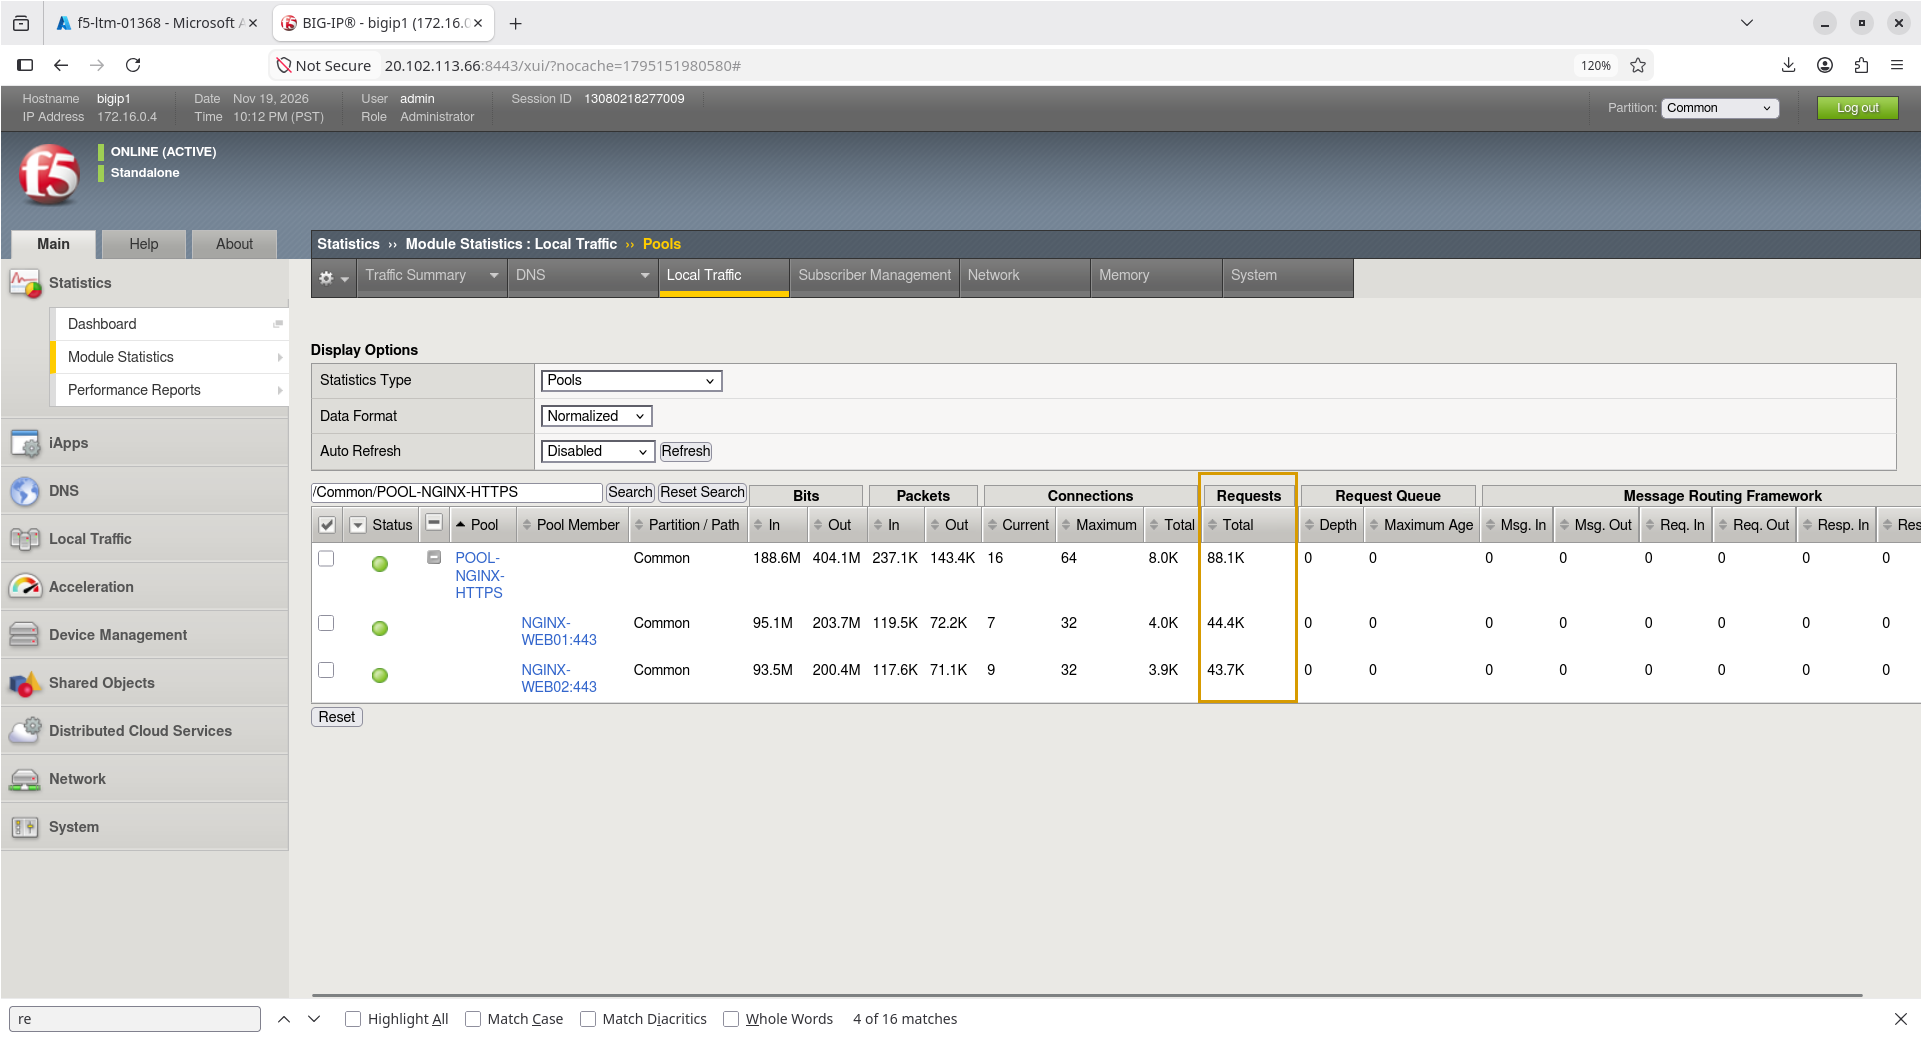 f5-ltm-01368 - Microsoft A
BIG-IP® - bigip1 (172.16.0
Not Secure 20.102.113.66:8443/xui/?nocache=1795151980580# 120%
Hostname bigip1 Date Nov 19, 2026 User admin Session ID 13080218277009
IP Address 172.16.0.4 Time 10:12 PM (PST) Role Administrator
Partition: Common Log out
f5
ONLINE (ACTIVE)
Standalone
Main Help About
Statistics ›› Module Statistics : Local Traffic ›› Pools
Traffic Summary DNS Local Traffic Subscriber Management Network Memory System
Statistics
Dashboard
Module Statistics
Performance Reports
iApps
DNS
Local Traffic
Acceleration
Device Management
Shared Objects
Distributed Cloud Services
Network
System
Display Options
Statistics Type Pools
Data Format Normalized
Auto Refresh Disabled Refresh
/Common/POOL-NGINX-HTTPS Search Reset Search Bits Packets Connections Requests Request Queue Message Routing Framework
Status Pool Pool Member Partition / Path In Out In Out Current Maximum Total Total Depth Maximum Age Msg. In Msg. Out Req. In Req. Out Resp. In Res
POOL- Common 188.6M 404.1M 237.1K 143.4K 16 64 8.0K 88.1K 0 0 0 0 0 0 0 0
NGINX-
HTTPS
NGINX- Common 95.1M 203.7M 119.5K 72.2K 7 32 4.0K 44.4K 0 0 0 0 0 0 0 0
WEB01:443
NGINX- Common 93.5M 200.4M 117.6K 71.1K 9 32 3.9K 43.7K 0 0 0 0 0 0 0 0
WEB02:443
Reset
re Highlight All Match Case Match Diacritics Whole Words 4 of 16 matches